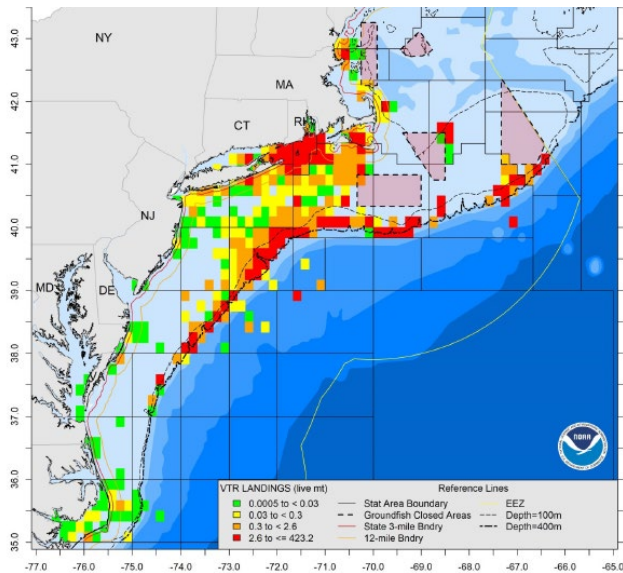 NY
MA
CT
RI
NJ
MD
DE
VA
43.0
42.0
41.0
40.0
39.0
38.0
37.0
36.0
35.0
-77.0 -76.0 -75.0 -74.0 -73.0 -72.0 -71.0 -70.0 -69.0 -68.0 -67.0 -66.0 -65.0
NOAA
VTR LANDINGS (live mt) Reference Lines
0.0005 to < 0.03 Stat Area Boundary EEZ
0.03 to < 0.3 Groundfish Closed Areas Depth=100m
0.3 to < 2.6 State 3-mile Bndry Depth=400m
2.6 to <= 423.2 12-mile Bndry